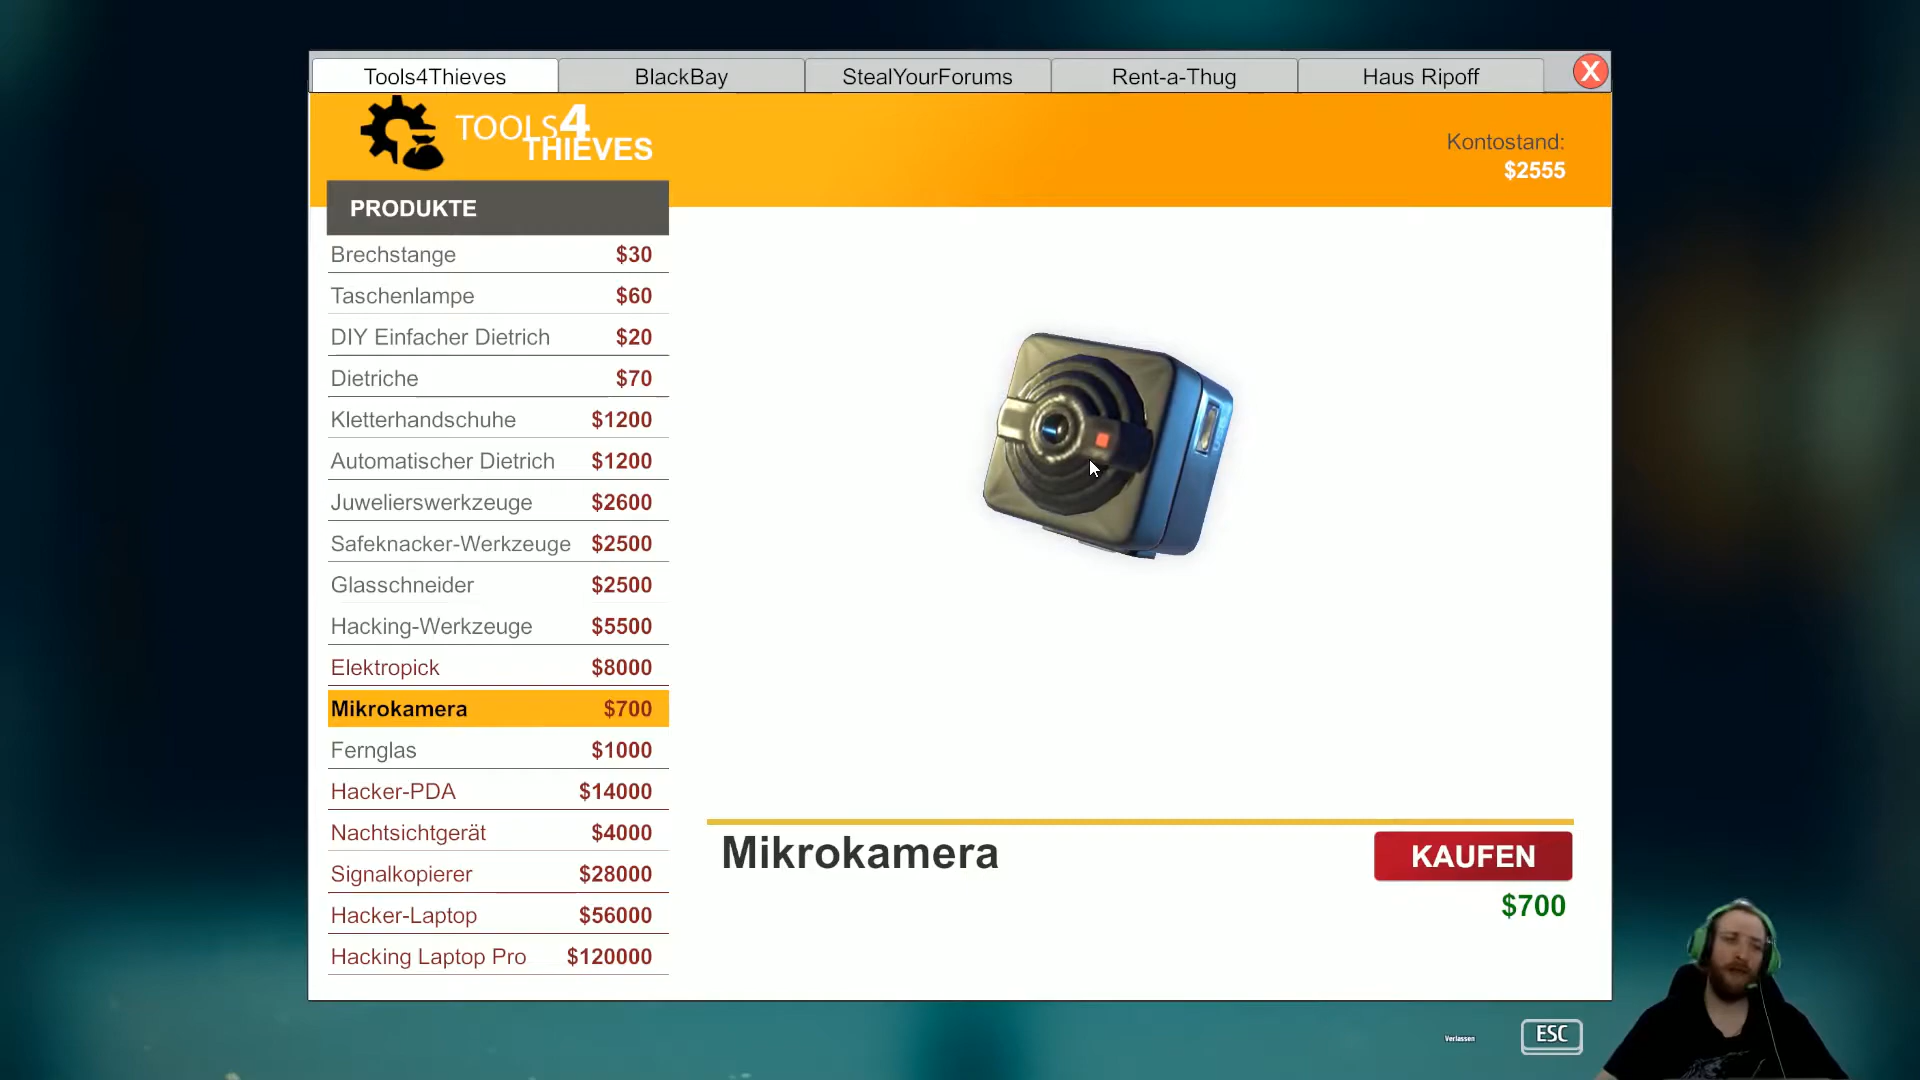 Tools4Thieves BlackBay StealYourForums Rent-a-Thug Haus Ripoff X
TOOLS4
THIEVES
Kontostand:
$2555
PRODUKTE
Brechstange $30
Taschenlampe $60
DIY Einfacher Dietrich $20
Dietriche $70
Kletterhandschuhe $1200
Automatischer Dietrich $1200
Juwelierswerkzeuge $2600
Safeknacker-Werkzeuge $2500
Glasschneider $2500
Hacking-Werkzeuge $5500
Elektropick $8000
Mikrokamera $700
Fernglas $1000
Hacker-PDA $14000
Nachtsichtgerät $4000
Signalkopierer $28000
Hacker-Laptop $56000
Hacking Laptop Pro $120000
Mikrokamera
KAUFEN
$700
Verlassen ESC